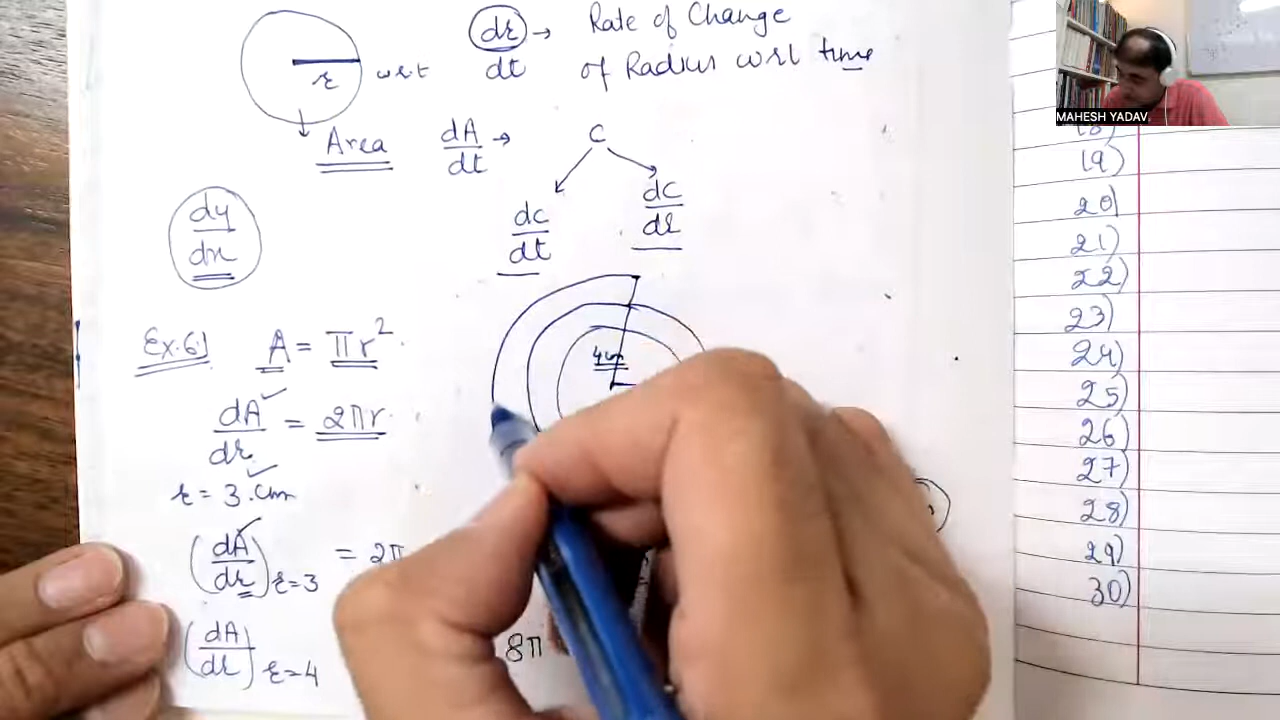 dr → Rate of Change
dt of Radius wrt time
r wrt
Area dA → C
dt
dc dc
dt dr
dy
dx
Ex.6) A = πr²
4cm
dA = 2πr
dr
r = 3 cm
(dA) = 2π
dr r=3
(dA) 8π
dr r=4
MAHESH YADAV
19)
20)
21)
22)
23)
24)
25)
26)
27)
28)
29)
30)